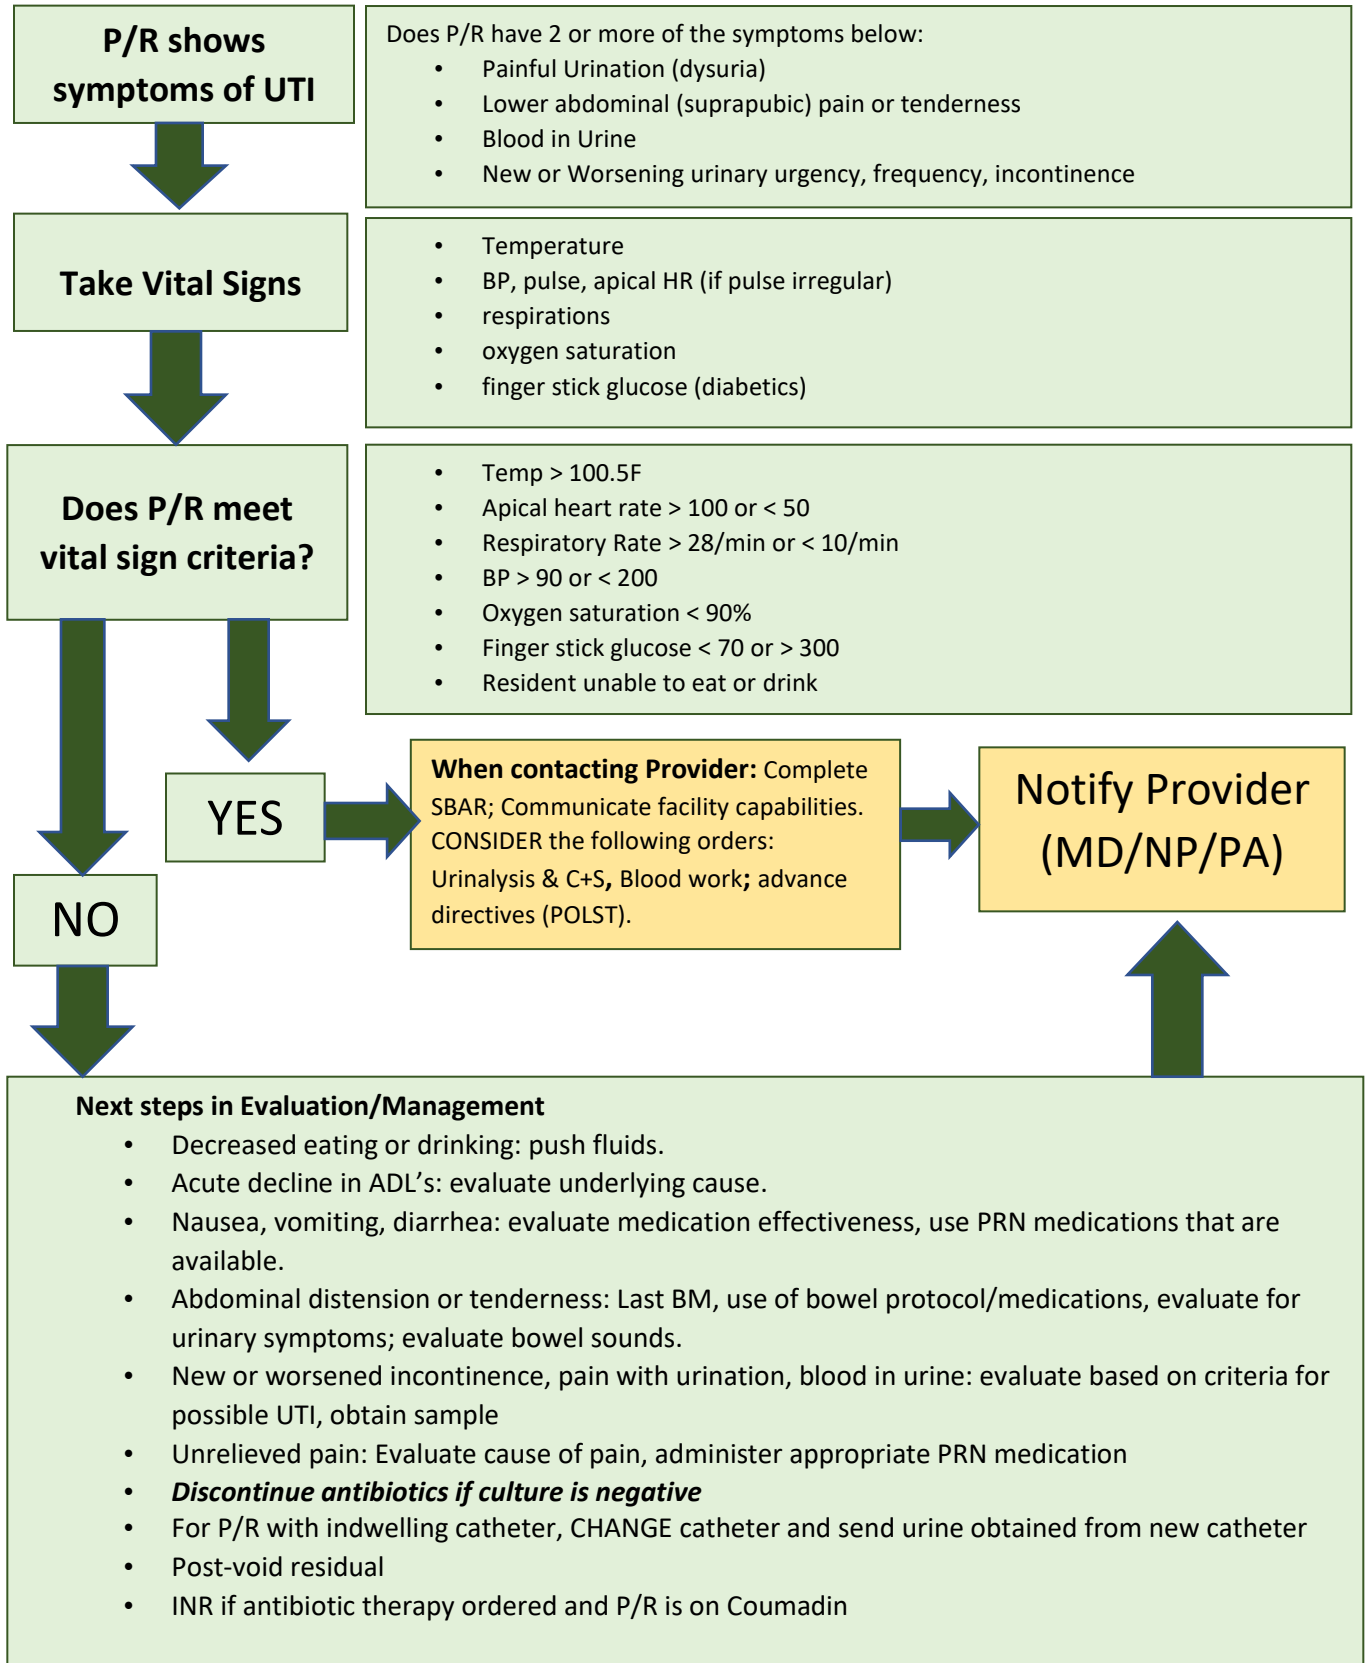 P/R shows
symptoms of UTI
Does P/R have 2 or more of the symptoms below:
• Painful Urination (dysuria)
• Lower abdominal (suprapubic) pain or tenderness
• Blood in Urine
• New or Worsening urinary urgency, frequency, incontinence
Take Vital Signs
• Temperature
• BP, pulse, apical HR (if pulse irregular)
• respirations
• oxygen saturation
• finger stick glucose (diabetics)
Does P/R meet
vital sign criteria?
• Temp > 100.5F
• Apical heart rate > 100 or < 50
• Respiratory Rate > 28/min or < 10/min
• BP > 90 or < 200
• Oxygen saturation < 90%
• Finger stick glucose < 70 or > 300
• Resident unable to eat or drink
YES
When contacting Provider: Complete
SBAR; Communicate facility capabilities.
CONSIDER the following orders:
Urinalysis & C+S, Blood work; advance
directives (POLST).
Notify Provider
(MD/NP/PA)
NO
Next steps in Evaluation/Management
• Decreased eating or drinking: push fluids.
• Acute decline in ADL’s: evaluate underlying cause.
• Nausea, vomiting, diarrhea: evaluate medication effectiveness, use PRN medications that are
available.
• Abdominal distension or tenderness: Last BM, use of bowel protocol/medications, evaluate for
urinary symptoms; evaluate bowel sounds.
• New or worsened incontinence, pain with urination, blood in urine: evaluate based on criteria for
possible UTI, obtain sample
• Unrelieved pain: Evaluate cause of pain, administer appropriate PRN medication
• Discontinue antibiotics if culture is negative
• For P/R with indwelling catheter, CHANGE catheter and send urine obtained from new catheter
• Post-void residual
• INR if antibiotic therapy ordered and P/R is on Coumadin